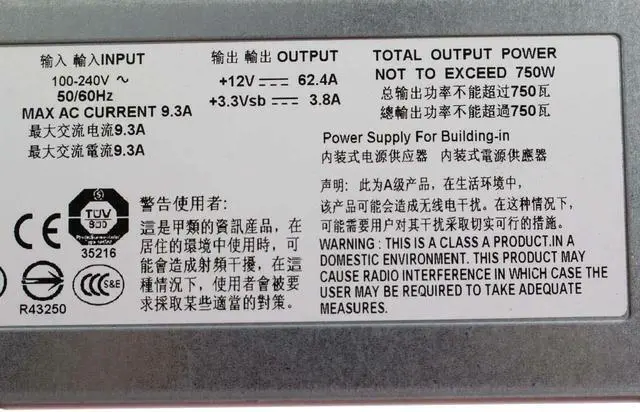 输入 輸入INPUT
100-240V ～
50/60Hz
MAX AC CURRENT 9.3A
最大交流电流9.3A
最大交流電流9.3A
输出 輸出 OUTPUT
+12V ⎓ 62.4A
+3.3Vsb ⎓ 3.8A
TOTAL OUTPUT POWER
NOT TO EXCEED 750W
总输出功率不能超过750瓦
總輸出功率不能超過750瓦
Power Supply For Building-in
内装式电源供应器 内装式電源供應器
声明：此为A级产品，在生活环境中，
该产品可能会造成无线电干扰。在这种情况下，
可能需要用户对其干扰采取切实可行的措施。
WARNING : THIS IS A CLASS A PRODUCT.IN A
DOMESTIC ENVIRONMENT. THIS PRODUCT MAY
CAUSE RADIO INTERFERENCE IN WHICH CASE THE
USER MAY BE REQUIRED TO TAKE ADEQUATE
MEASURES.
警告使用者:
這是甲類的資訊産品，在
居住的環境中使用時，可
能會造成射頻干擾，在這
種情况下，使用者會被要
求採取某些適當的對策。
CE
TUV
35216
R43250
CCC
S&E